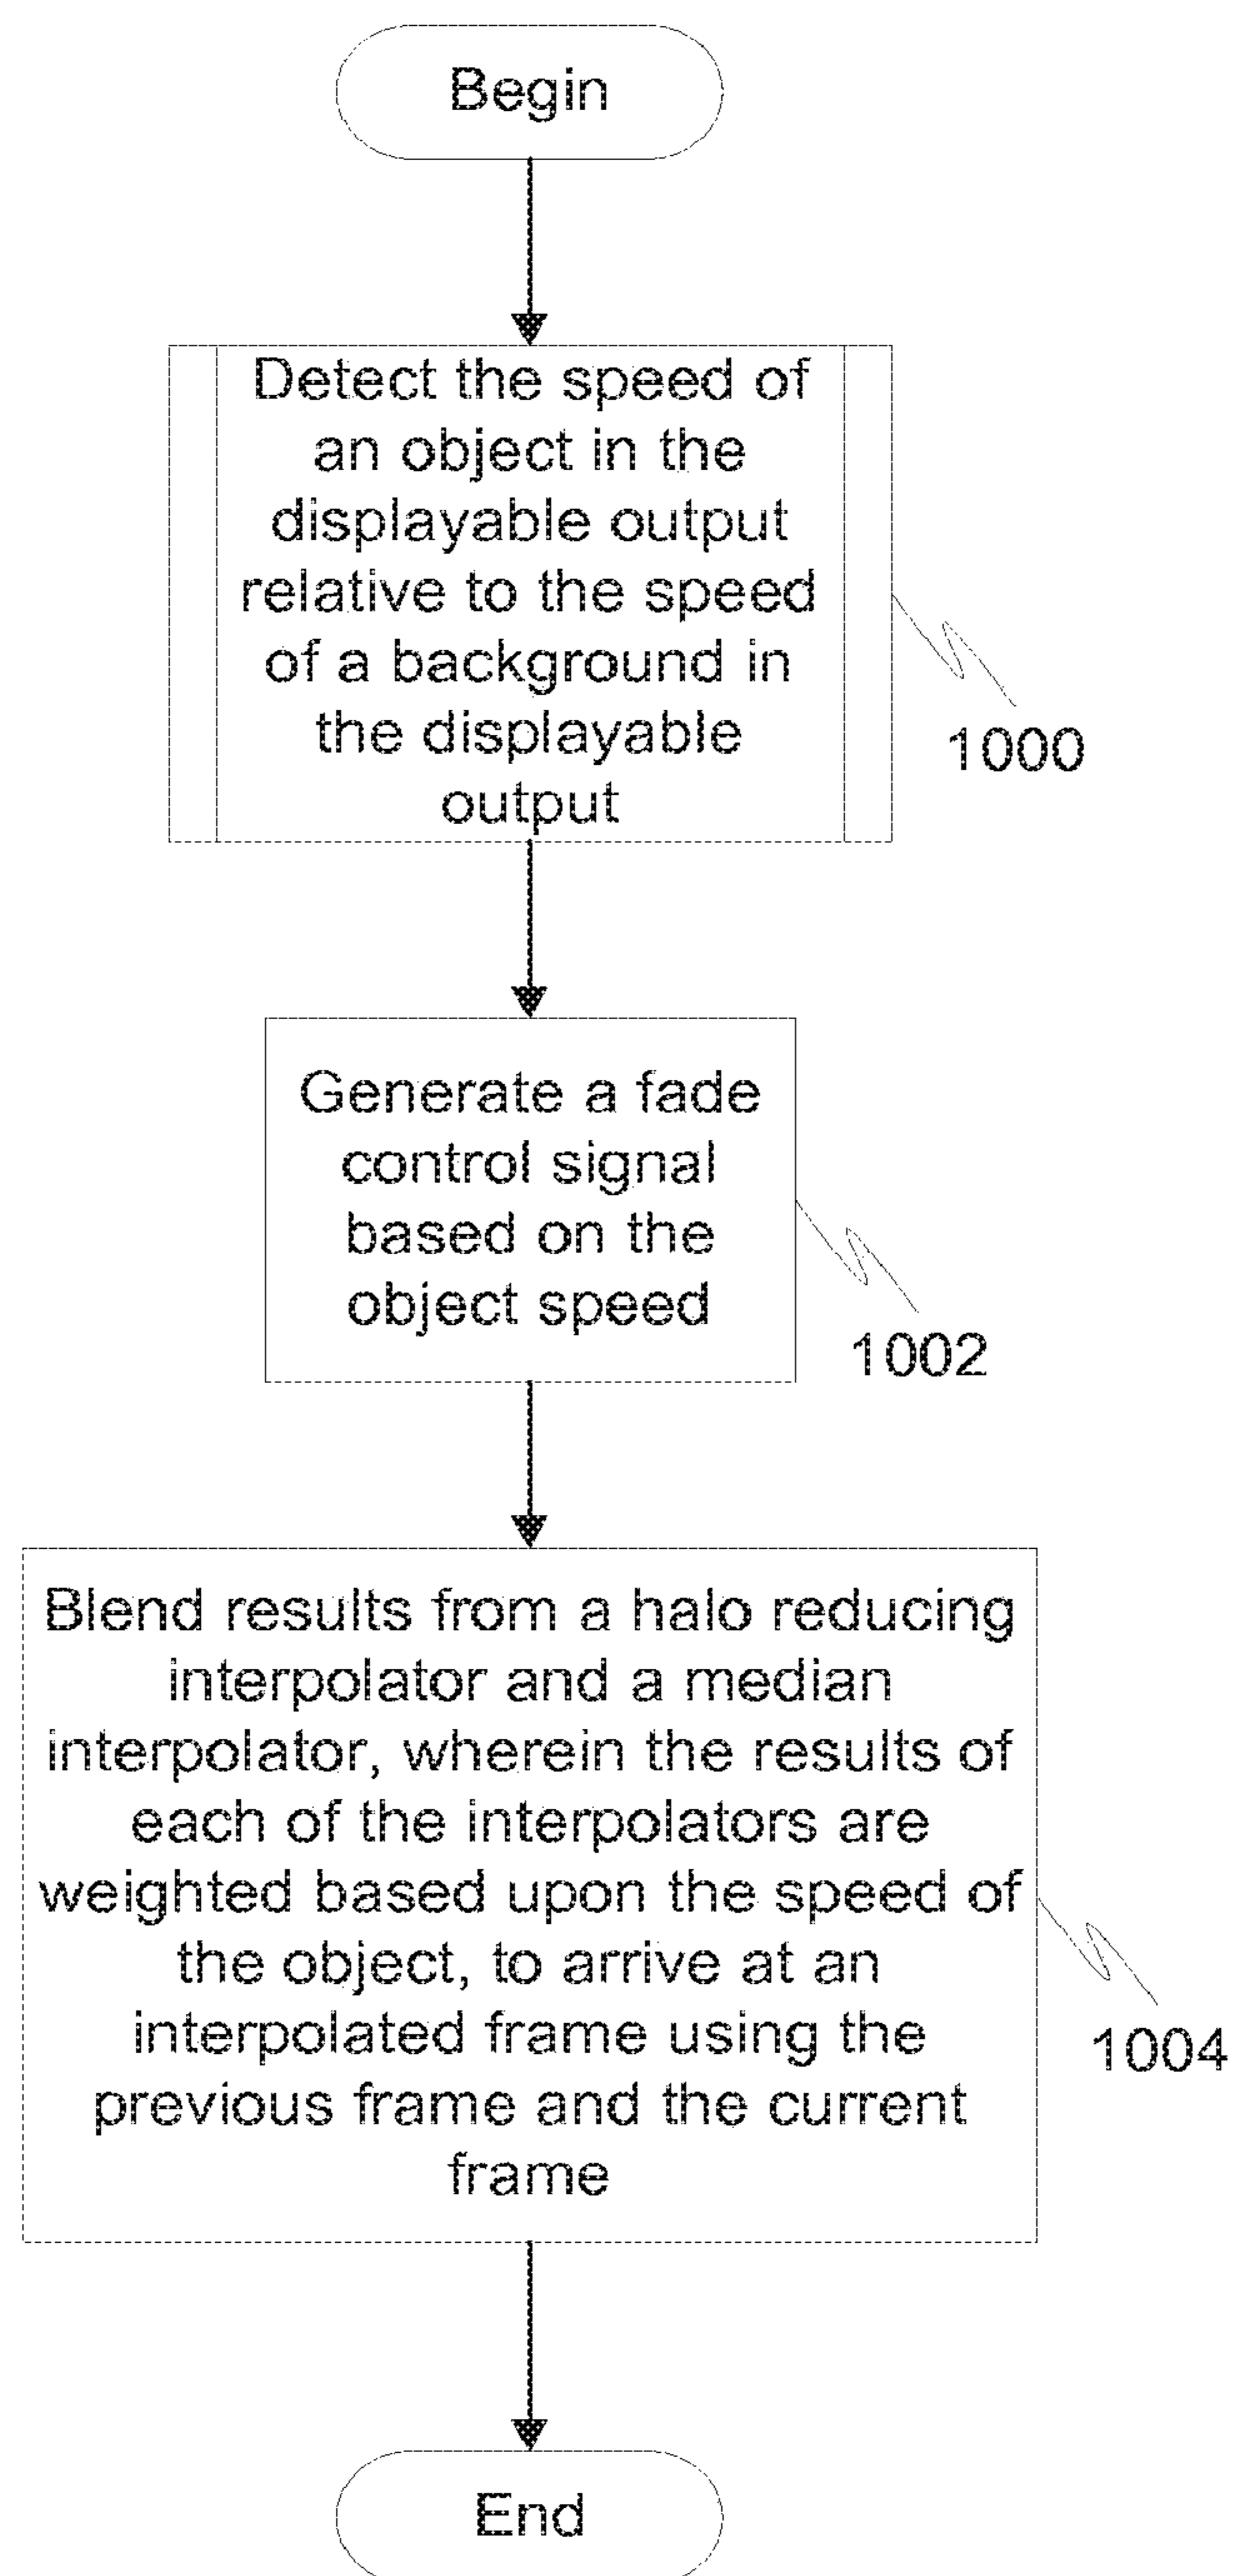 Begin
Detect the speed of
an object in the
displayable output
relative to the speed
of a background in
the displayable
output
1000
Generate a fade
control signal
based on the
object speed
1002
Blend results from a halo reducing
interpolator and a median
interpolator, wherein the results of
each of the interpolators are
weighted based upon the speed of
the object, to arrive at an
interpolated frame using the
previous frame and the current
frame
1004
End